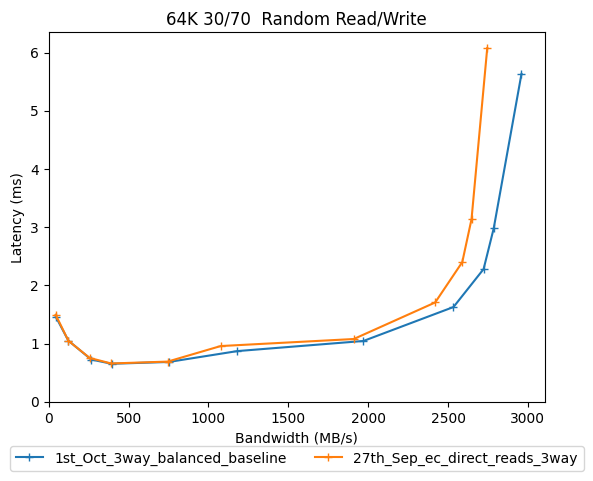 64K 30/70  Random Read/Write
6
5
4
3
2
1
0
Latency (ms)
0 500 1000 1500 2000 2500 3000
Bandwidth (MB/s)
1st_Oct_3way_balanced_baseline 27th_Sep_ec_direct_reads_3way